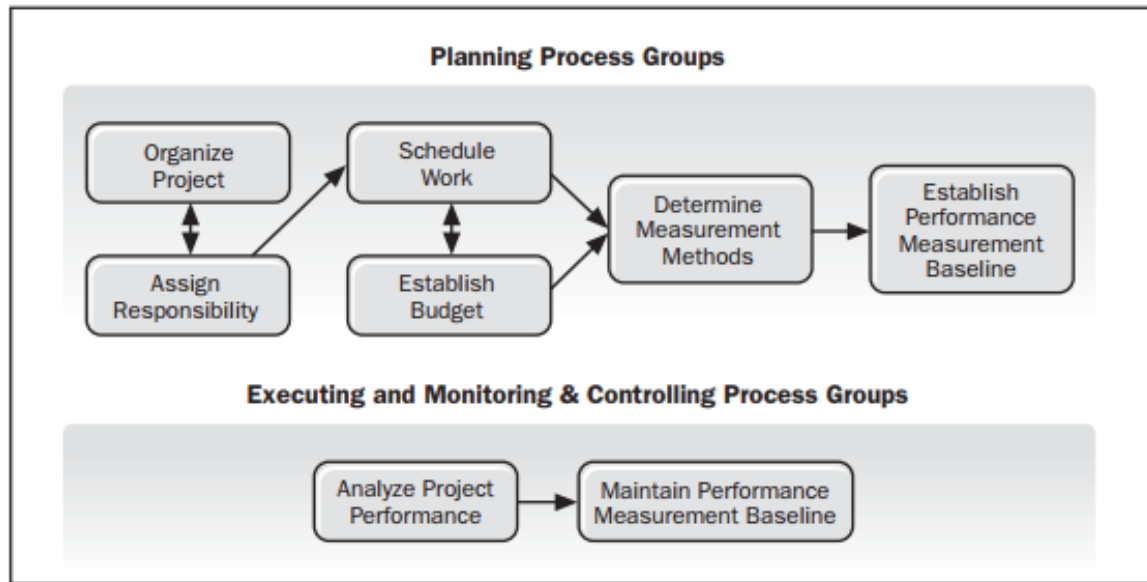 Planning Process Groups
Organize
Project
Schedule
Work
Determine
Measurement
Methods
Establish
Performance
Measurement
Baseline
Assign
Responsibility
Establish
Budget
Executing and Monitoring & Controlling Process Groups
Analyze Project
Performance
Maintain Performance
Measurement Baseline